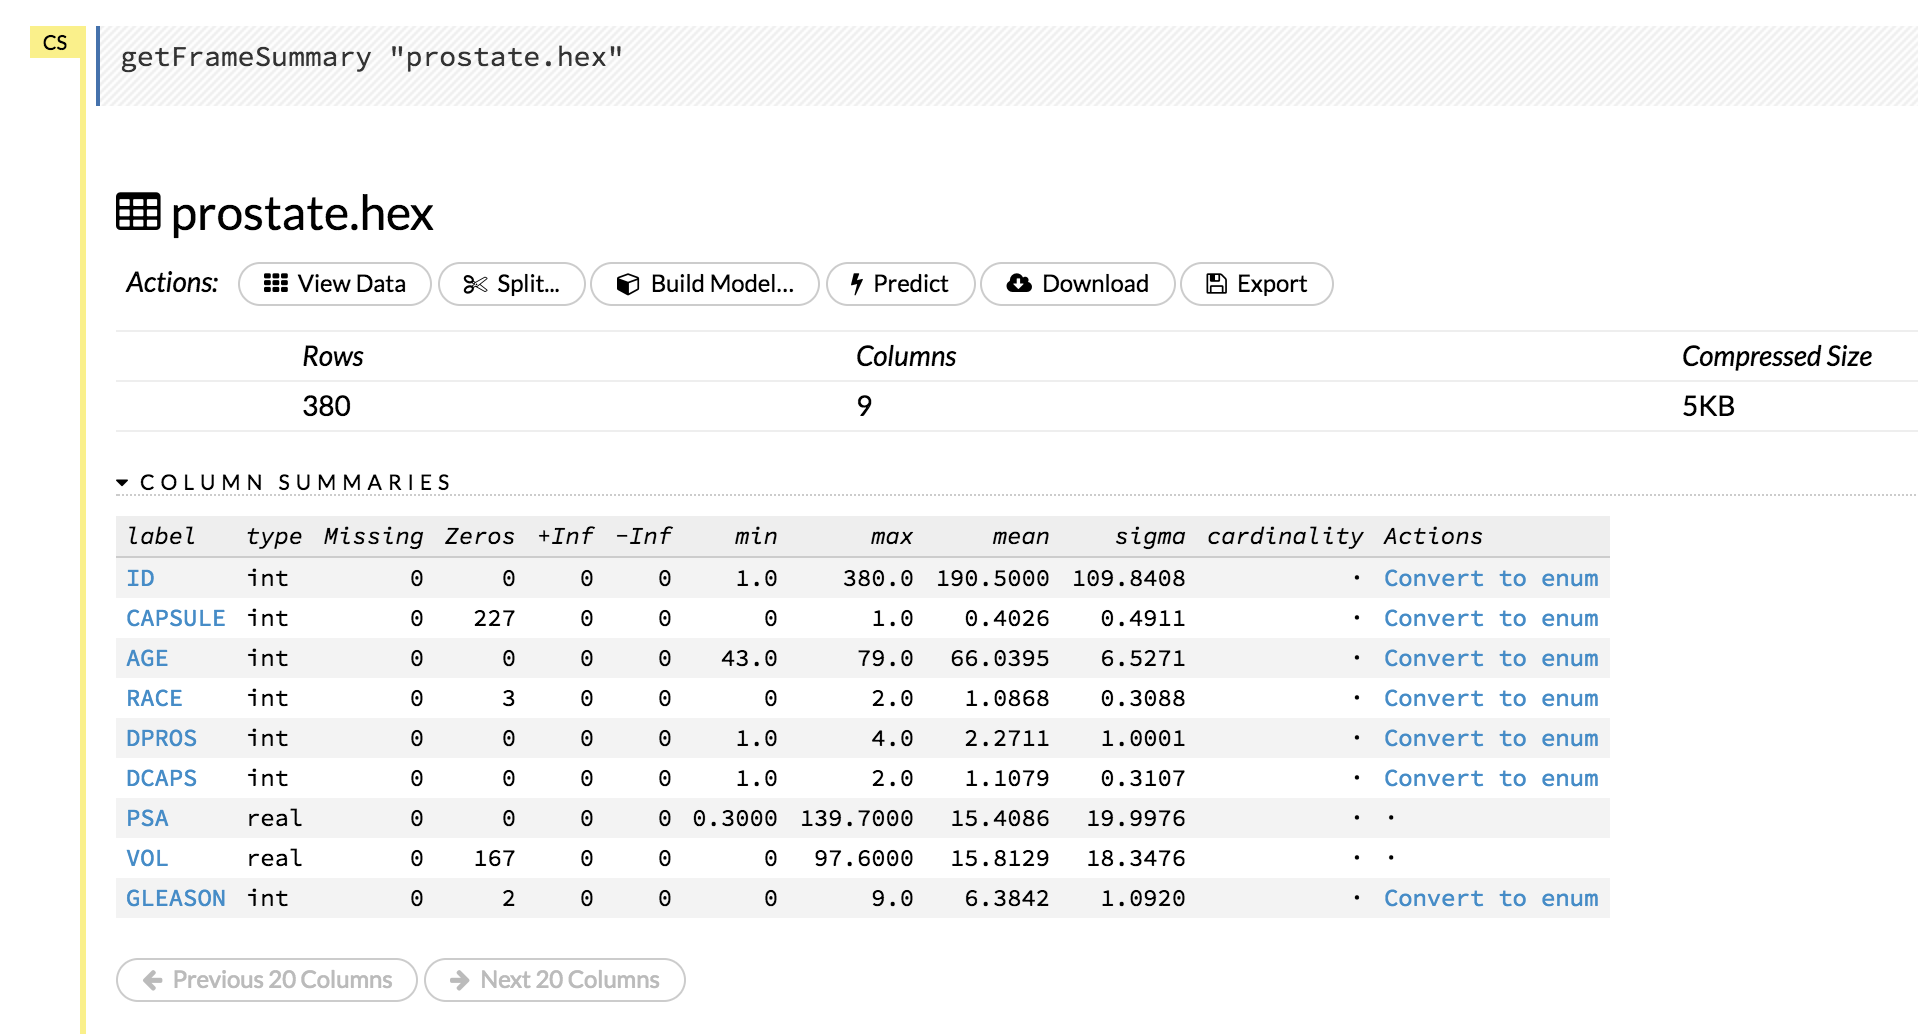 CS
getFrameSummary "prostate.hex"
prostate.hex
Actions: View Data Split... Build Model... Predict Download Export
Rows Columns Compressed Size
380 9 5KB
COLUMN SUMMARIES
label type Missing Zeros +Inf -Inf min max mean sigma cardinality Actions
ID int 0 0 0 0 1.0 380.0 190.5000 109.8408 · Convert to enum
CAPSULE int 0 227 0 0 0 1.0 0.4026 0.4911 · Convert to enum
AGE int 0 0 0 0 43.0 79.0 66.0395 6.5271 · Convert to enum
RACE int 0 3 0 0 0 2.0 1.0868 0.3088 · Convert to enum
DPROS int 0 0 0 0 1.0 4.0 2.2711 1.0001 · Convert to enum
DCAPS int 0 0 0 0 1.0 2.0 1.1079 0.3107 · Convert to enum
PSA real 0 0 0 0 0.3000 139.7000 15.4086 19.9976 · ·
VOL real 0 167 0 0 0 97.6000 15.8129 18.3476 · ·
GLEASON int 0 2 0 0 0 9.0 6.3842 1.0920 · Convert to enum
Previous 20 Columns Next 20 Columns